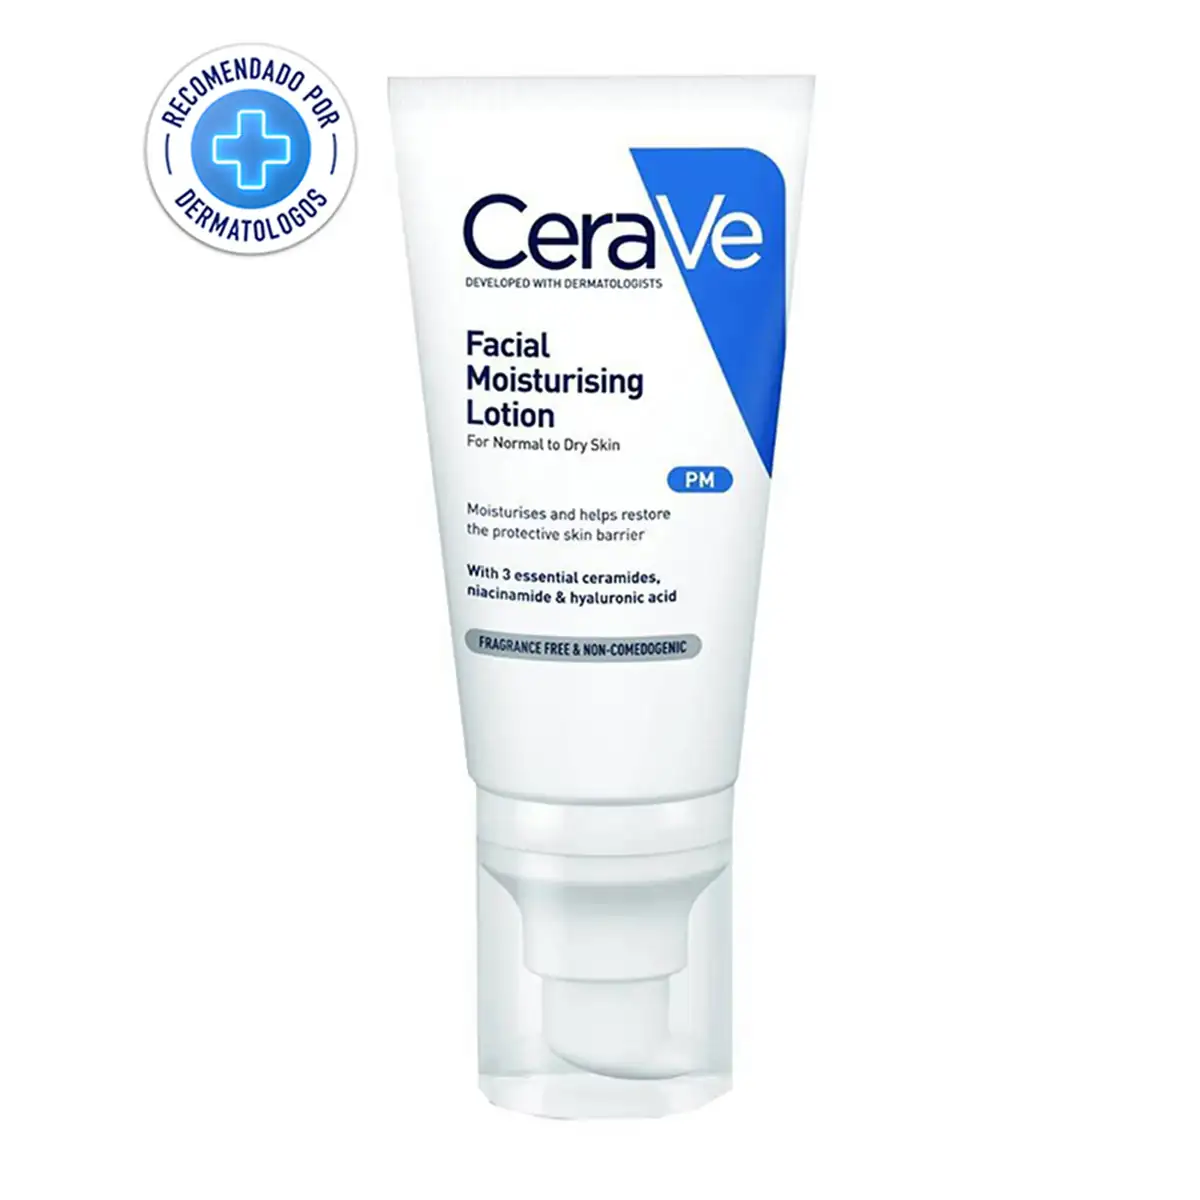 RECOMENDADO POR
DERMATOLOGOS
CeraVe
DEVELOPED WITH DERMATOLOGISTS
Facial
Moisturising
Lotion
For Normal to Dry Skin
PM
Moisturises and helps restore
the protective skin barrier
With 3 essential ceramides,
niacinamide & hyaluronic acid
FRAGRANCE FREE & NON-COMEDOGENIC